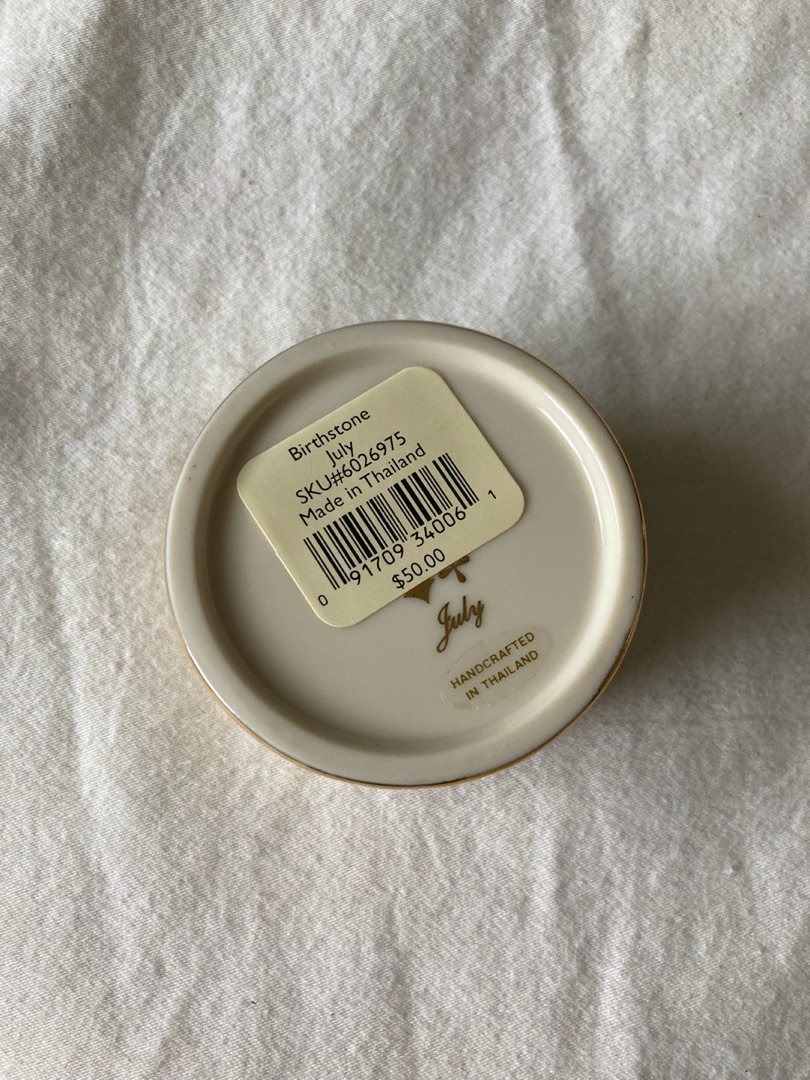 Birthstone
July
SKU#6026975
Made in Thailand
0 91709 34006 1
$50.00
July
HANDCRAFTED
IN THAILAND